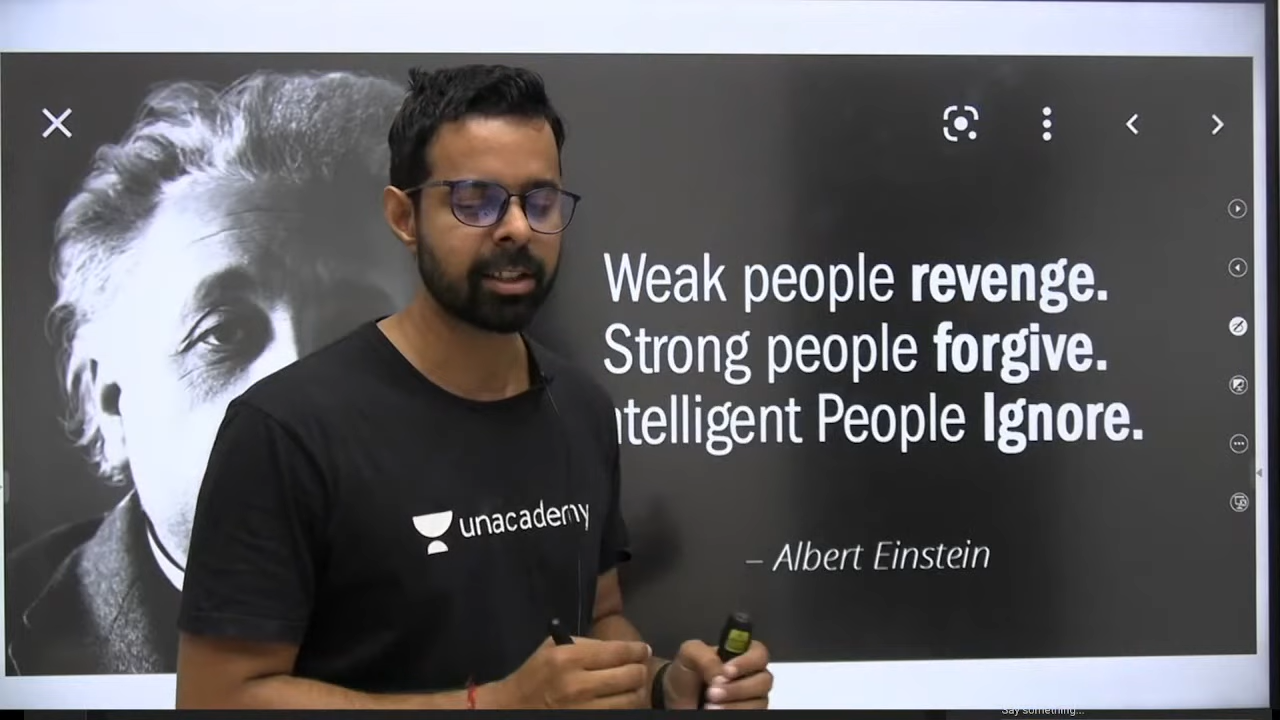 Weak people revenge.
Strong people forgive.
ntelligent People Ignore.
– Albert Einstein
unacademy
Say something...